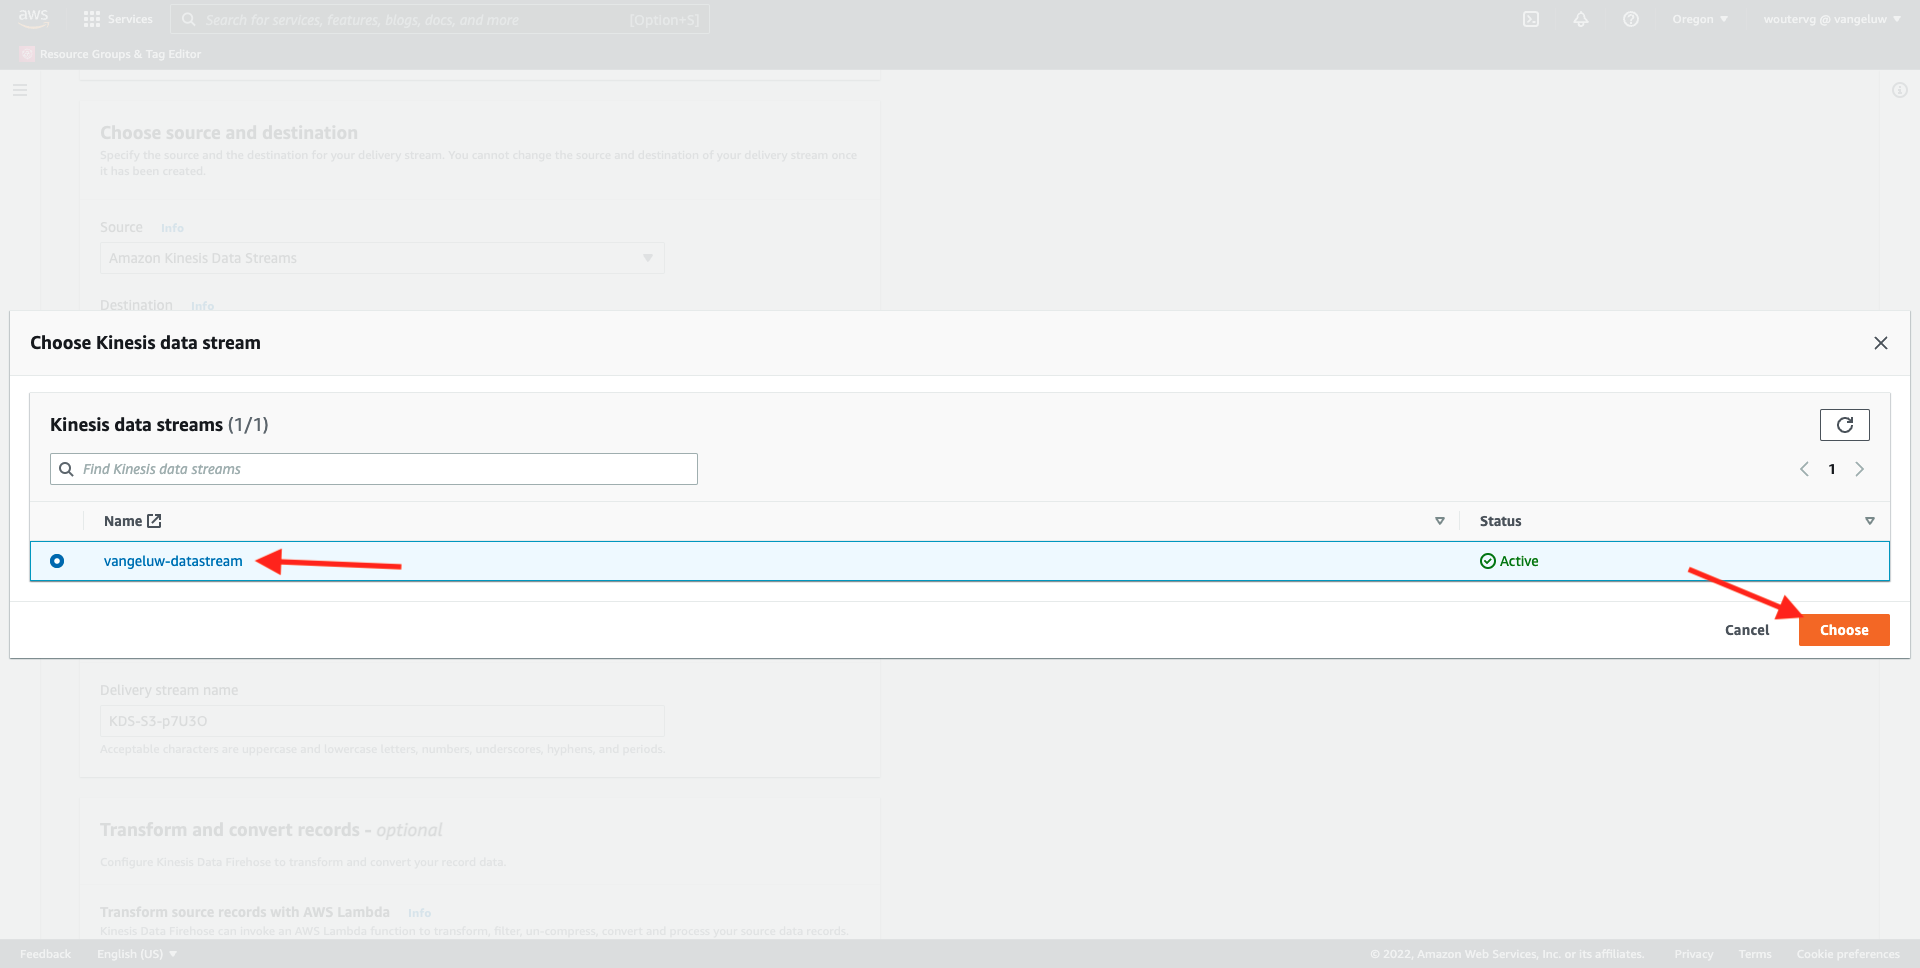 aws
Services
Search for services, features, blogs, docs, and more [Option+S]
Oregon
woutervg @ vangeluw
Resource Groups & Tag Editor
Choose source and destination
Specify the source and the destination for your delivery stream. You cannot change the source and destination of your delivery stream once
it has been created.
Source Info
Amazon Kinesis Data Streams
Destination Info
Choose Kinesis data stream
Kinesis data streams (1/1)
Find Kinesis data streams
1
Name Status
vangeluw-datastream Active
Cancel Choose
Delivery stream name
KDS-S3-p7U3O
Acceptable characters are uppercase and lowercase letters, numbers, underscores, hyphens, and periods.
Transform and convert records - optional
Configure Kinesis Data Firehose to transform and convert your record data.
Transform source records with AWS Lambda Info
Kinesis Data Firehose can invoke an AWS Lambda function to transform, filter, un-compress, convert and process your source data records.
Feedback English (US) © 2022, Amazon Web Services, Inc. or its affiliates. Privacy Terms Cookie preferences